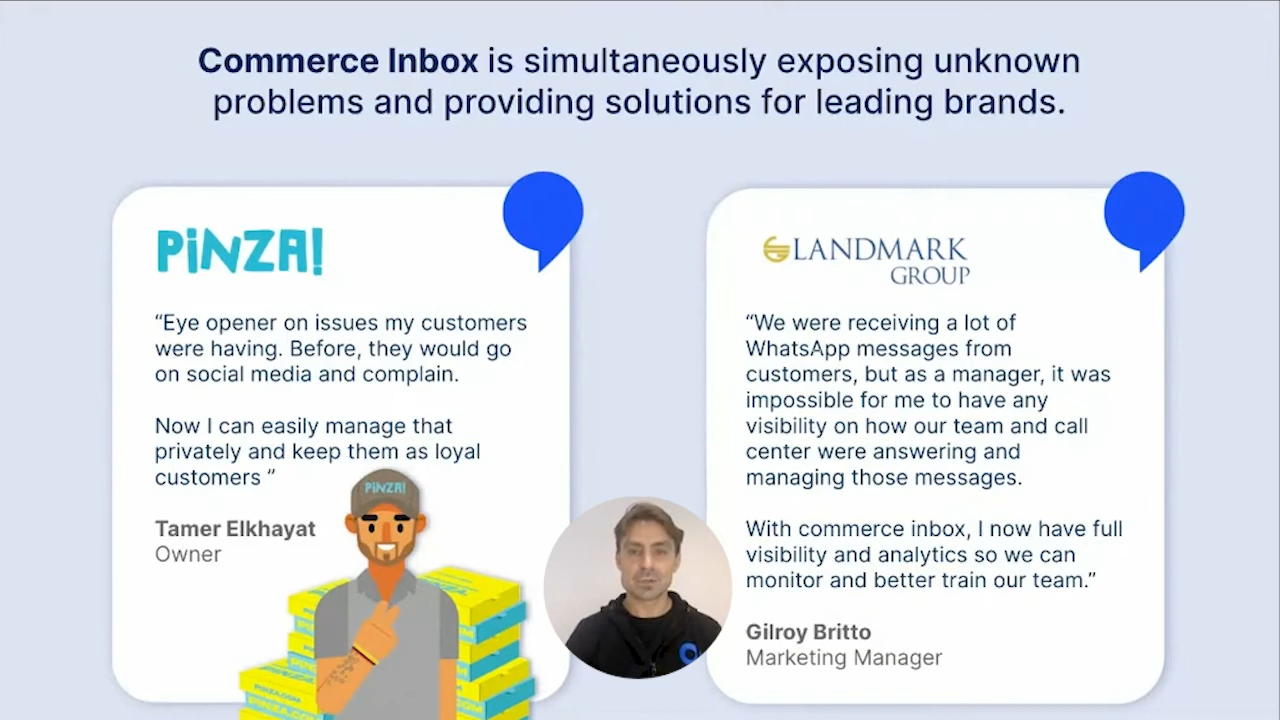 Commerce Inbox is simultaneously exposing unknown
problems and providing solutions for leading brands.
PiNZA!
“Eye opener on issues my customers
were having. Before, they would go
on social media and complain.
Now I can easily manage that
privately and keep them as loyal
customers ”
Tamer Elkhayat
Owner
PiNZA!
PINZA.COM
PINZA.COM
LANDMARK
GROUP
“We were receiving a lot of
WhatsApp messages from
customers, but as a manager, it was
impossible for me to have any
visibility on how our team and call
center were answering and
managing those messages.
With commerce inbox, I now have full
visibility and analytics so we can
monitor and better train our team.”
Gilroy Britto
Marketing Manager